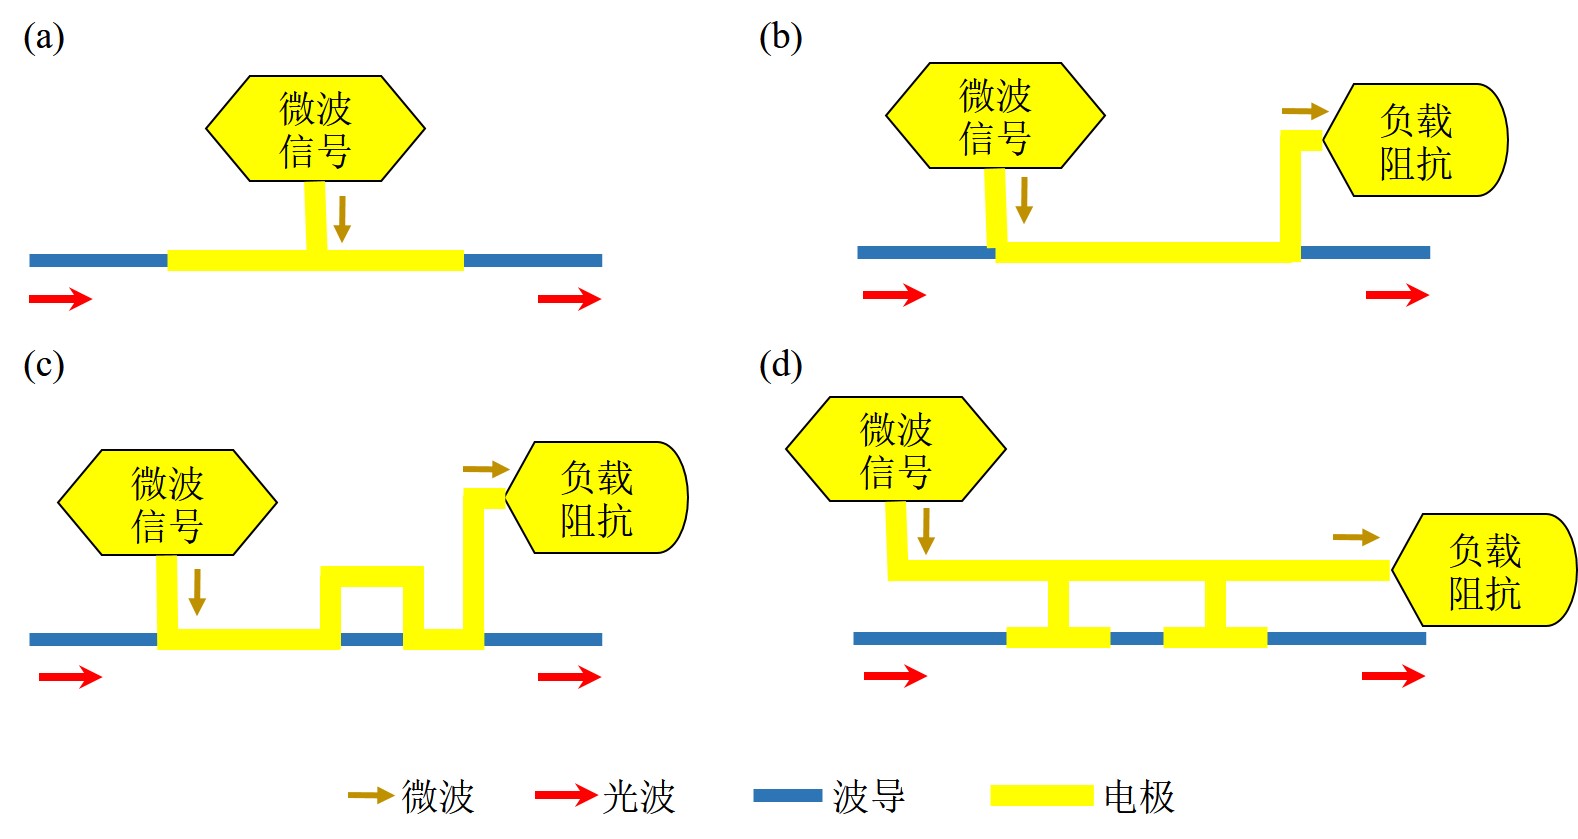 (a)
微波
信号
(b)
微波
信号
负载
阻抗
(c)
微波
信号
负载
阻抗
(d)
微波
信号
负载
阻抗
微波 光波 波导 电极